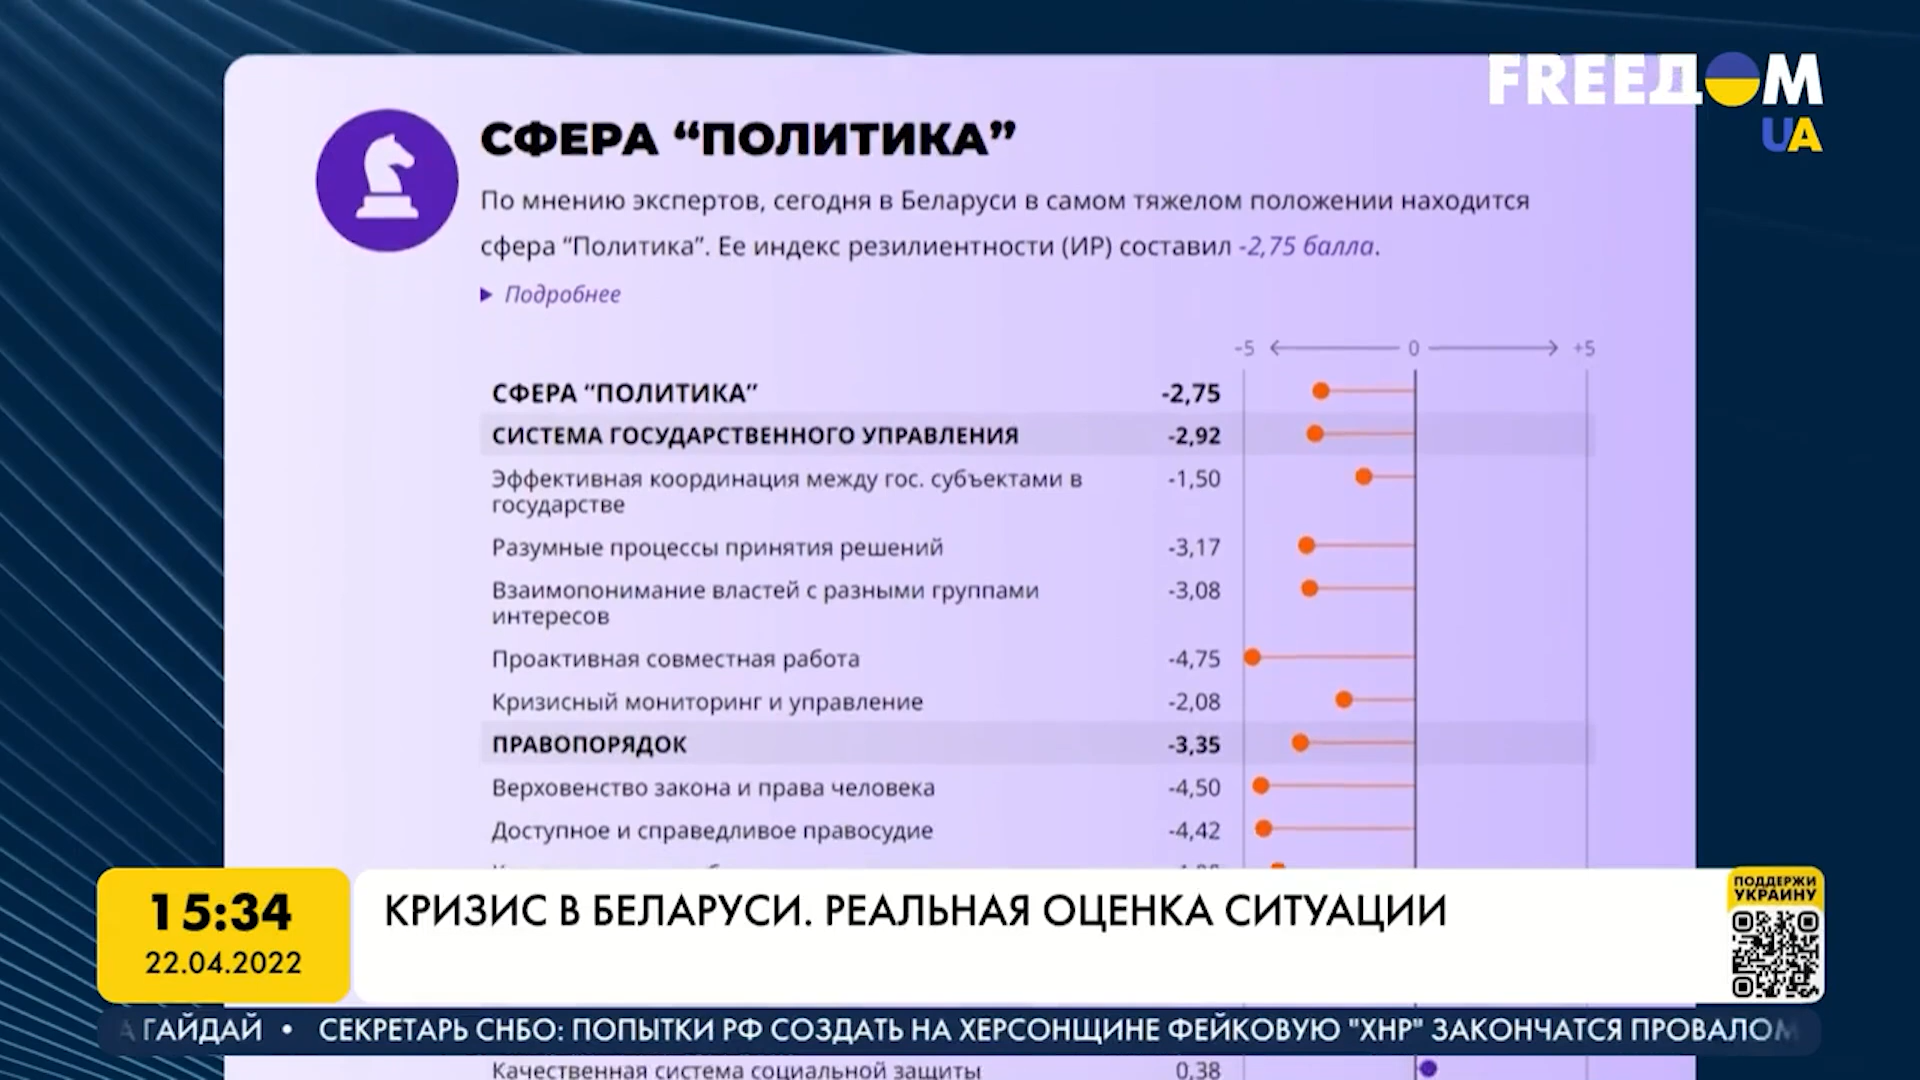 FREEДOM
UA
СФЕРА “ПОЛИТИКА”
По мнению экспертов, сегодня в Беларуси в самом тяжелом положении находится
сфера “Политика”. Ее индекс резилиентности (ИР) составил -2,75 балла.
Подробнее
-5 0 +5
СФЕРА “ПОЛИТИКА” -2,75
СИСТЕМА ГОСУДАРСТВЕННОГО УПРАВЛЕНИЯ -2,92
Эффективная координация между гос. субъектами в -1,50
государстве
Разумные процессы принятия решений -3,17
Взаимопонимание властей с разными группами -3,08
интересов
Проактивная совместная работа -4,75
Кризисный мониторинг и управление -2,08
ПРАВОПОРЯДОК -3,35
Верховенство закона и права человека -4,50
Доступное и справедливое правосудие -4,42
15:34
22.04.2022
КРИЗИС В БЕЛАРУСИ. РЕАЛЬНАЯ ОЦЕНКА СИТУАЦИИ
ПОДДЕРЖИ
УКРАИНУ
А ГАЙДАЙ • СЕКРЕТАРЬ СНБО: ПОПЫТКИ РФ СОЗДАТЬ НА ХЕРСОНЩИНЕ ФЕЙКОВУЮ "ХНР" ЗАКОНЧАТСЯ ПРОВАЛОМ
Качественная система социальной защиты 0,38